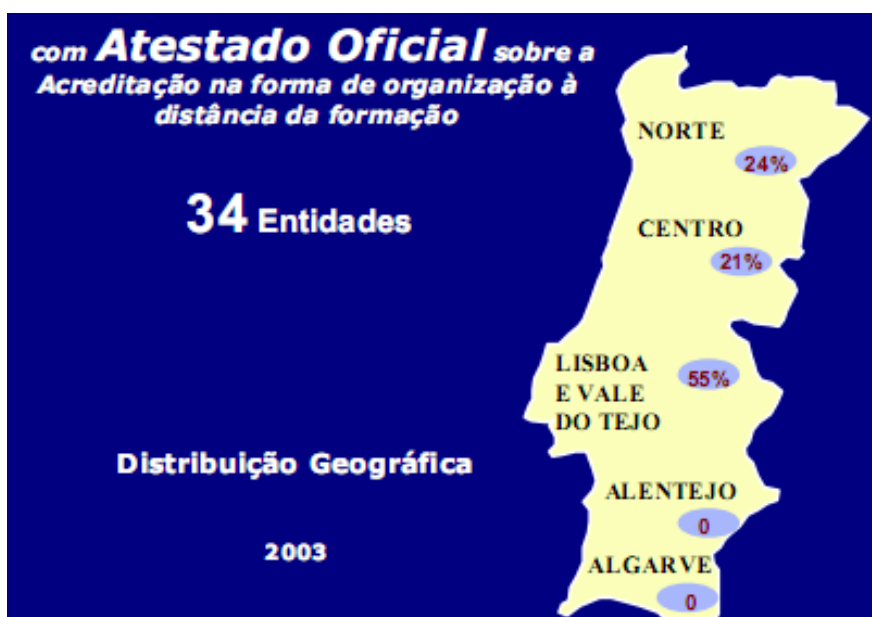 com Atestado Oficial sobre a
Acreditação na forma de organização à
distância da formação
34 Entidades
Distribuição Geográfica
2003
NORTE
24%
CENTRO
21%
LISBOA
E VALE
DO TEJO
55%
ALENTEJO
0
ALGARVE
0